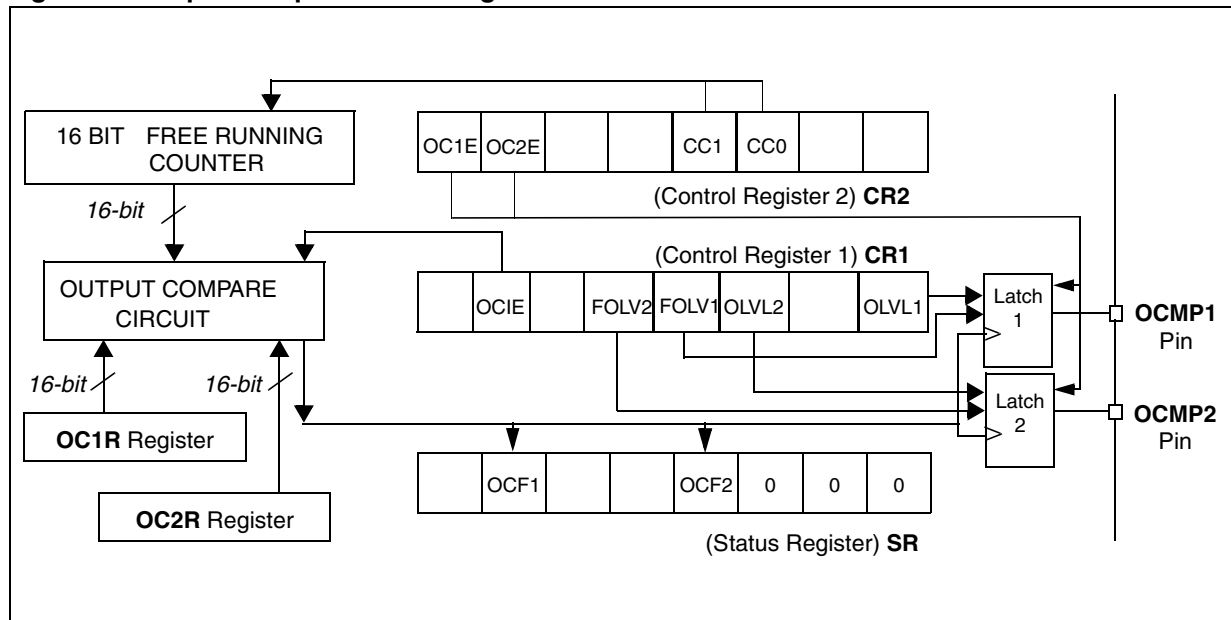 16 BIT FREE RUNNING
COUNTER
16-bit
OUTPUT COMPARE
CIRCUIT
16-bit
16-bit
OC1R Register
OC2R Register
OC1E OC2E CC1 CC0
(Control Register 2) CR2
(Control Register 1) CR1
OCIE FOLV2 FOLV1 OLVL2 OLVL1
OCF1 OCF2 0 0 0
(Status Register) SR
Latch
1
Latch
2
OCMP1
Pin
OCMP2
Pin